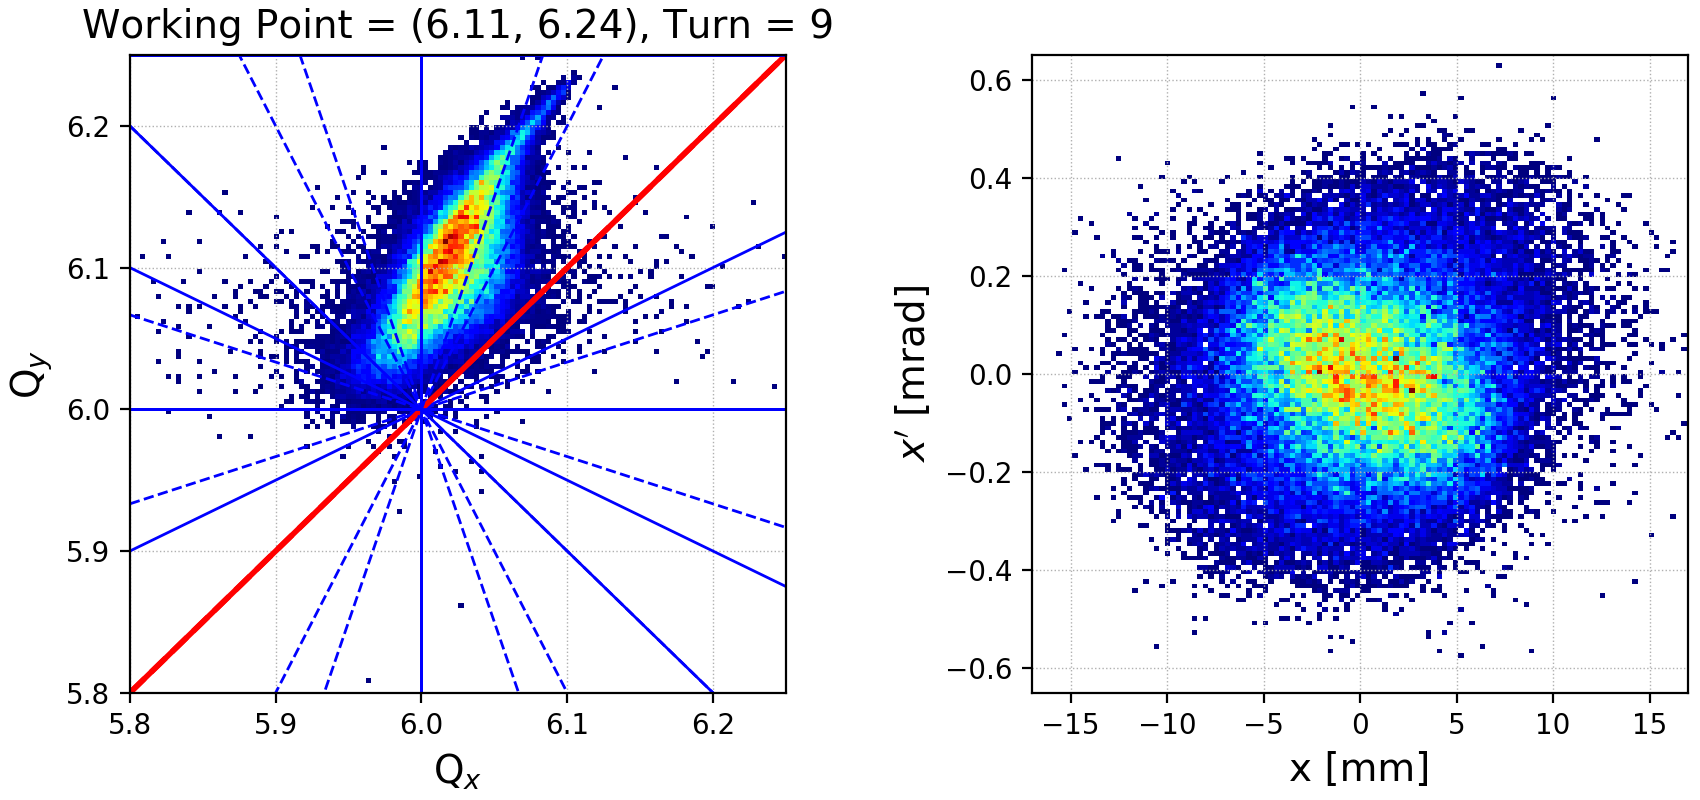 Working Point = (6.11, 6.24), Turn = 9
6.2
6.1
6.0
5.9
5.8
Qy
5.8 5.9 6.0 6.1 6.2
Qx
0.6
0.4
0.2
0.0
−0.2
−0.4
−0.6
x′ [mrad]
−15 −10 −5 0 5 10 15
x [mm]